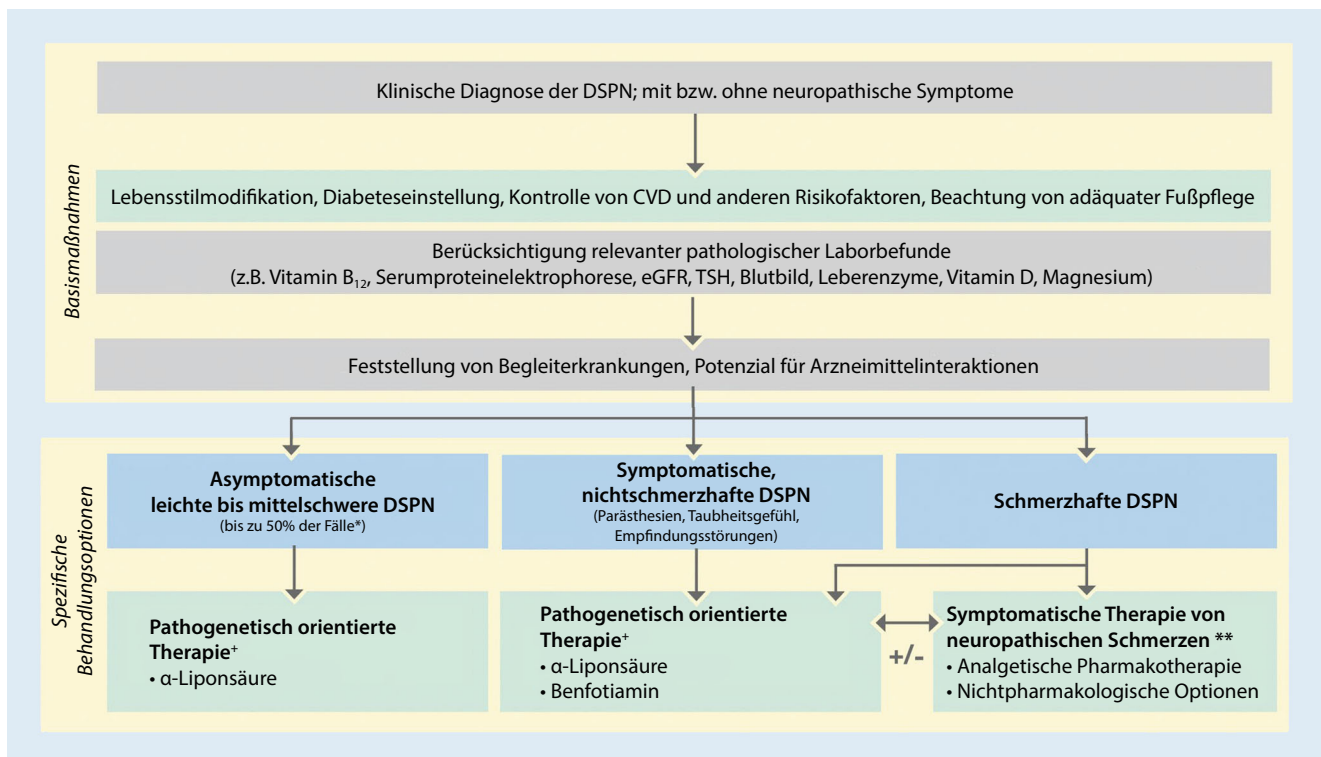 Klinische Diagnose der DSPN; mit bzw. ohne neuropathische Symptome
Basismaßnahmen
Lebensstilmodifikation, Diabeteseinstellung, Kontrolle von CVD und anderen Risikofaktoren, Beachtung von adäquater Fußpflege
Berücksichtigung relevanter pathologischer Laborbefunde
(z.B. Vitamin B₁₂, Serumproteinelektrophorese, eGFR, TSH, Blutbild, Leberenzyme, Vitamin D, Magnesium)
Feststellung von Begleiterkrankungen, Potenzial für Arzneimittelinteraktionen
Spezifische
Behandlungsoptionen
Asymptomatische
leichte bis mittelschwere DSPN
(bis zu 50% der Fälle*)
Symptomatische,
nichtschmerzhafte DSPN
(Parästhesien, Taubheitsgefühl,
Empfindungsstörungen)
Schmerzhafte DSPN
Pathogenetisch orientierte
Therapie⁺
• α-Liponsäure
Pathogenetisch orientierte
Therapie⁺
• α-Liponsäure
• Benfotiamin
+/-
Symptomatische Therapie von
neuropathischen Schmerzen **
• Analgetische Pharmakotherapie
• Nichtpharmakologische Optionen